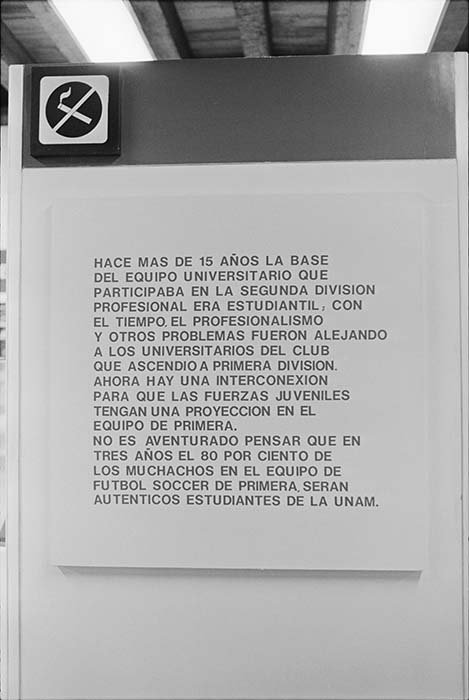 HACE MAS DE 15 AÑOS LA BASE
DEL EQUIPO UNIVERSITARIO QUE
PARTICIPABA EN LA SEGUNDA DIVISION
PROFESIONAL ERA ESTUDIANTIL; CON
EL TIEMPO, EL PROFESIONALISMO
Y OTROS PROBLEMAS FUERON ALEJANDO
A LOS UNIVERSITARIOS DEL CLUB
QUE ASCENDIO A PRIMERA DIVISION.
AHORA HAY UNA INTERCONEXION
PARA QUE LAS FUERZAS JUVENILES
TENGAN UNA PROYECCION EN EL
EQUIPO DE PRIMERA.
NO ES AVENTURADO PENSAR QUE EN
TRES AÑOS EL 80 POR CIENTO DE
LOS MUCHACHOS EN EL EQUIPO DE
FUTBOL SOCCER DE PRIMERA, SERAN
AUTENTICOS ESTUDIANTES DE LA UNAM.